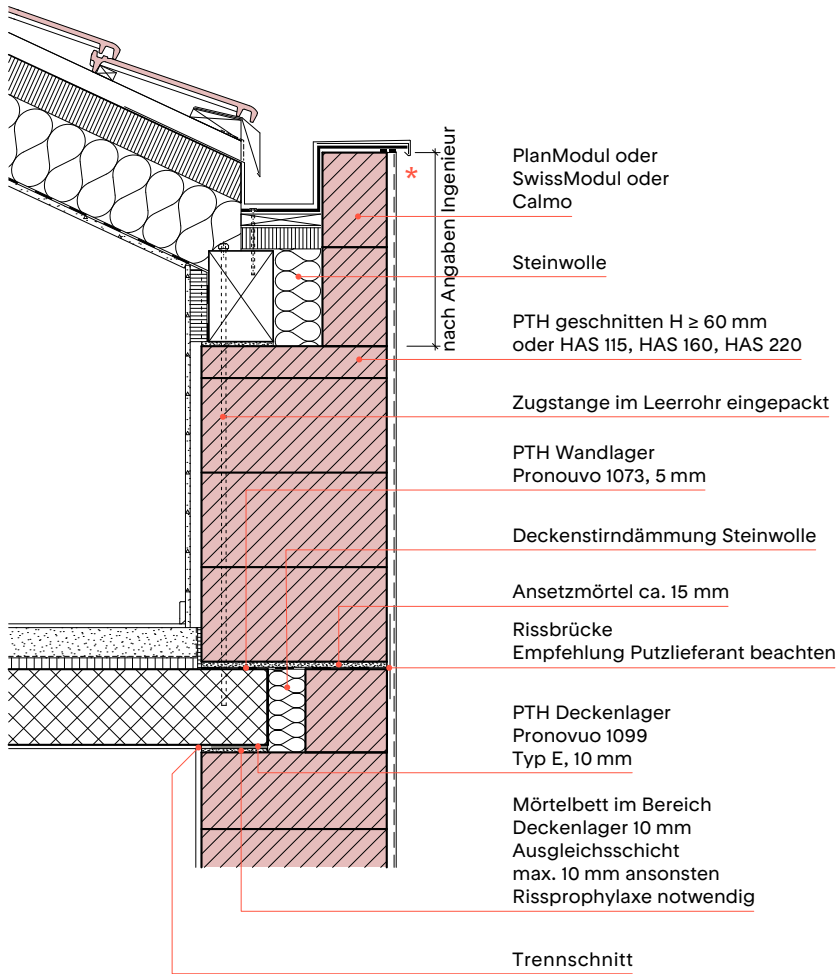 PlanModul oder
SwissModul oder
Calmo
*
nach Angaben Ingenieur
Steinwolle
PTH geschnitten H ≥ 60 mm
oder HAS 115, HAS 160, HAS 220
Zugstange im Leerrohr eingepackt
PTH Wandlager
Pronouvo 1073, 5 mm
Deckenstirndämmung Steinwolle
Ansetzmörtel ca. 15 mm
Rissbrücke
Empfehlung Putzlieferant beachten
PTH Deckenlager
Pronovuo 1099
Typ E, 10 mm
Mörtelbett im Bereich
Deckenlager 10 mm
Ausgleichsschicht
max. 10 mm ansonsten
Rissprophylaxe notwendig
Trennschnitt